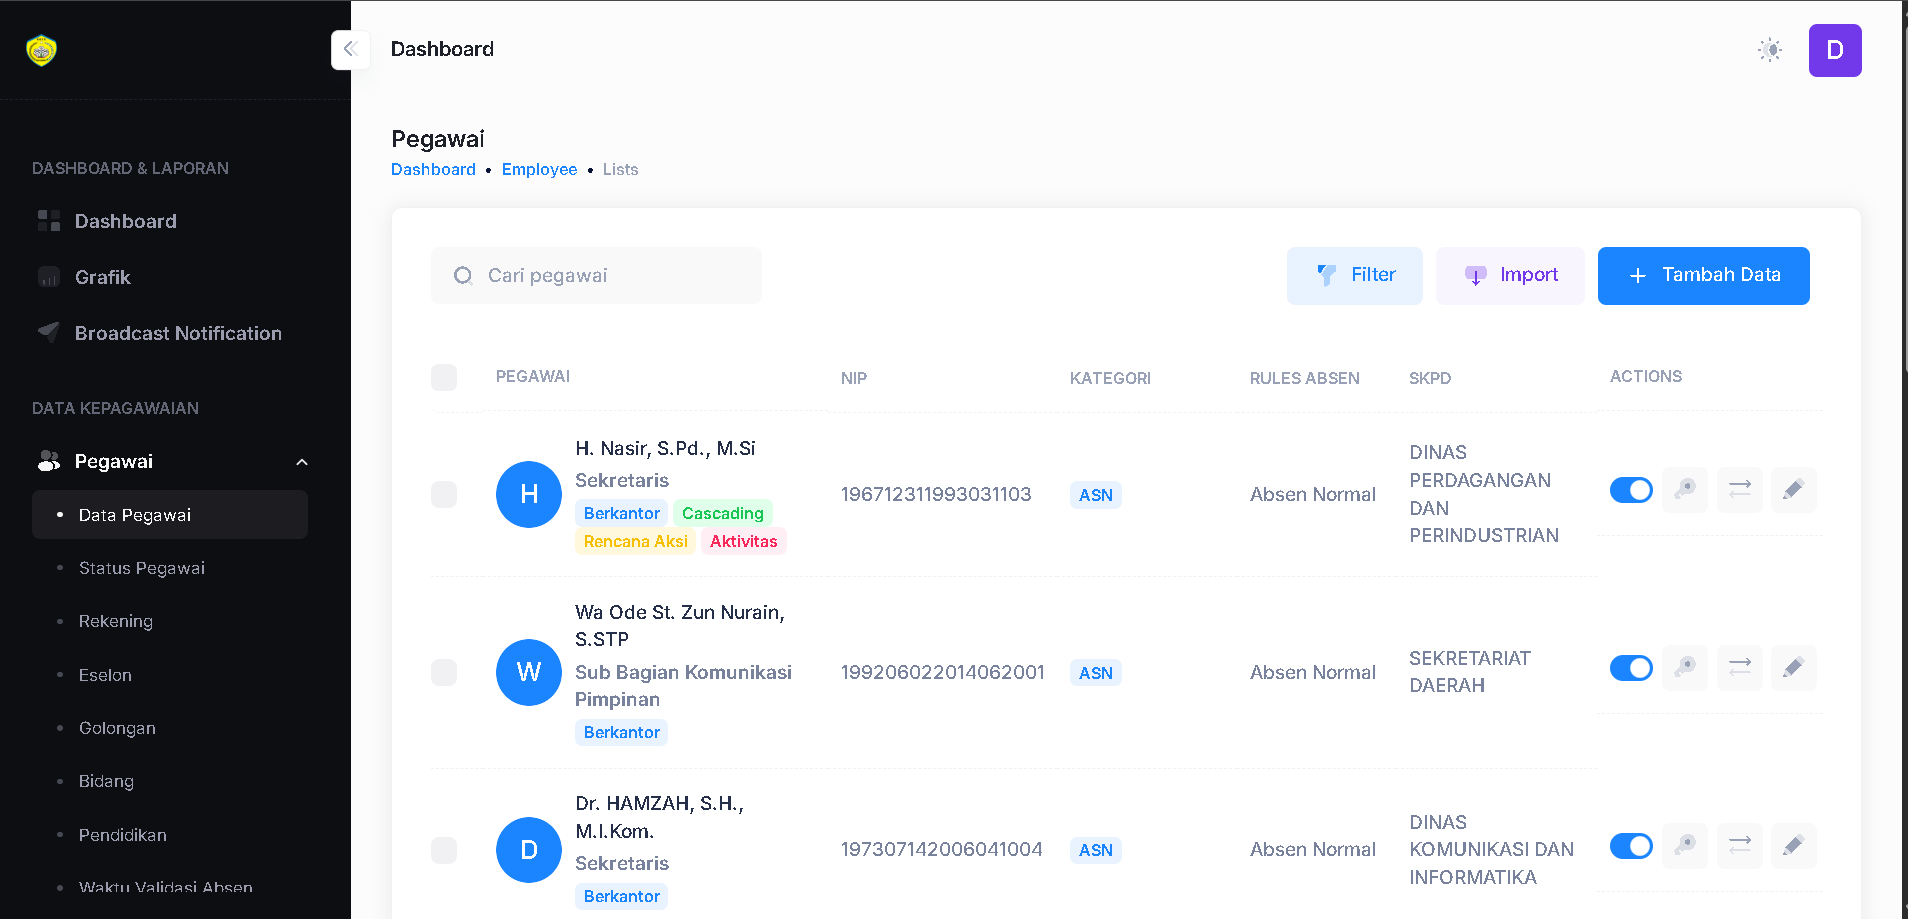 Dashboard
D
DASHBOARD & LAPORAN
Dashboard
Grafik
Broadcast Notification
DATA KEPAGAWAIAN
Pegawai
Data Pegawai
Status Pegawai
Rekening
Eselon
Golongan
Bidang
Pendidikan
Waktu Validasi Absen
Pegawai
Dashboard • Employee • Lists
Cari pegawai
Filter
Import
Tambah Data
PEGAWAI NIP KATEGORI RULES ABSEN SKPD ACTIONS
H
H. Nasir, S.Pd., M.Si
Sekretaris
Berkantor Cascading
Rencana Aksi Aktivitas
196712311993031103
ASN
Absen Normal
DINAS
PERDAGANGAN
DAN
PERINDUSTRIAN
W
Wa Ode St. Zun Nurain,
S.STP
Sub Bagian Komunikasi
Pimpinan
Berkantor
199206022014062001
ASN
Absen Normal
SEKRETARIAT
DAERAH
D
Dr. HAMZAH, S.H.,
M.I.Kom.
Sekretaris
Berkantor
197307142006041004
ASN
Absen Normal
DINAS
KOMUNIKASI DAN
INFORMATIKA